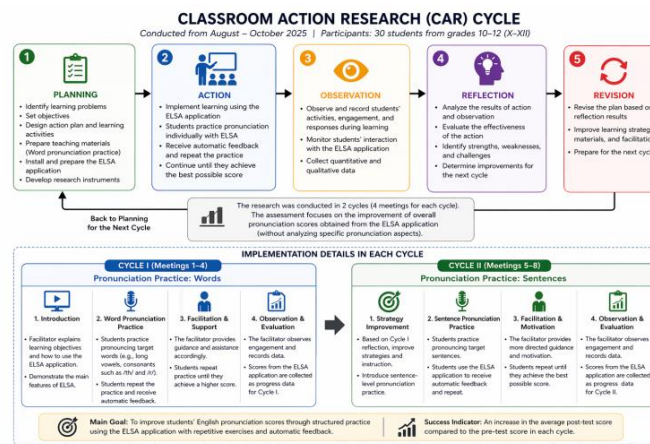 CLASSROOM ACTION RESEARCH (CAR) CYCLE
Conducted from August – October 2025 | Participants: 30 students from grades 10–12 (X–XII)
1
PLANNING
• Identify learning problems
• Set objectives
• Design action plan and learning
activities
• Prepare teaching materials
(Word pronunciation practice)
• Install and prepare the ELSA
application
• Develop research instruments
2
ACTION
• Implement learning using the
ELSA application
• Students practice pronunciation
individually with ELSA
• Receive automatic feedback
and repeat the practice
• Continue until they achieve
the best possible score
3
OBSERVATION
• Observe and record students'
activities, engagement, and
responses during learning
• Monitor students' interaction
with the ELSA application
• Collect quantitative and
qualitative data
4
REFLECTION
• Analyze the results of action
and observation
• Evaluate the effectiveness
of the action
• Identify strengths, weaknesses,
and challenges
• Determine improvements for
the next cycle
5
REVISION
• Revise the plan based on
reflection results
• Improve learning
materials, and
• Prepare for the next
Back to Planning
for the Next Cycle
The research was conducted in 2 cycles (4 meetings for each cycle).
The assessment focuses on the improvement of overall
pronunciation scores obtained from the ELSA application
(without analyzing specific pronunciation aspects).
IMPLEMENTATION DETAILS IN EACH CYCLE
CYCLE I (Meetings 1–4)
Pronunciation Practice: Words
1. Introduction
• Facilitator explains
learning objectives
and how to use the
ELSA application.
• Demonstrate the main
features of ELSA.
2. Word Pronunciation
Practice
• Students practice
pronouncing target
words (e.g., long
vowels, consonants
such as /th/ and /r/).
• Students repeat the
practice and receive
automatic feedback.
3. Facilitation &
Support
• The facilitator provides
guidance and assistance
accordingly.
• Students repeat
practice until they
achieve a higher score.
4. Observation &
Evaluation
• The facilitator observes
engagement and
records data.
• Scores from the ELSA
application are collected
as progress data
for Cycle I.
CYCLE II (Meetings 5–8)
Pronunciation Practice: Sentences
1. Strategy
Improvement
• Based on Cycle I
reflection, improve
strategies and
instruction.
• Introduce sentence-
level pronunciation
practice.
2. Sentence Pronunciation
Practice
• Students practice
pronouncing target
sentences.
• Students use the ELSA
application to receive
automatic feedback
and repeat.
3. Facilitation &
Motivation
• The facilitator provides
more directed guidance
and motivation.
• Students repeat until
they achieve the best
possible score.
4. Observation &
Evaluation
• The facilitator observes
engagement and
records data.
• Scores from the ELSA
application are collected
as progress data
for Cycle II.
Main Goal: To improve students' English pronunciation scores through structured practice
using the ELSA application with repetitive exercises and automatic feedback.
Success Indicator: An increase in the average post-test score
compared to the pre-test score in each cycle.